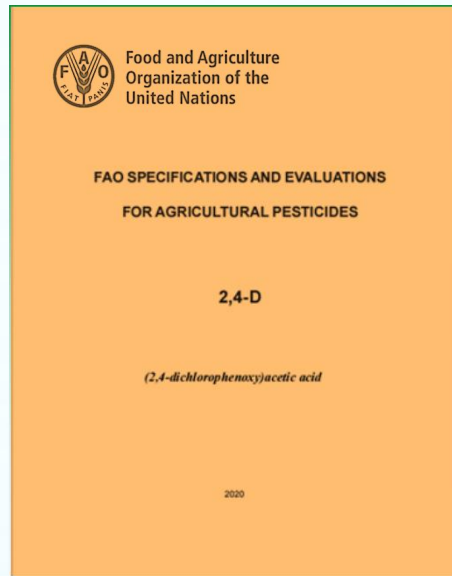 F A O
FIAT PANIS
Food and Agriculture
Organization of the
United Nations
FAO SPECIFICATIONS AND EVALUATIONS
FOR AGRICULTURAL PESTICIDES
2,4-D
(2,4-dichlorophenoxy)acetic acid
2020